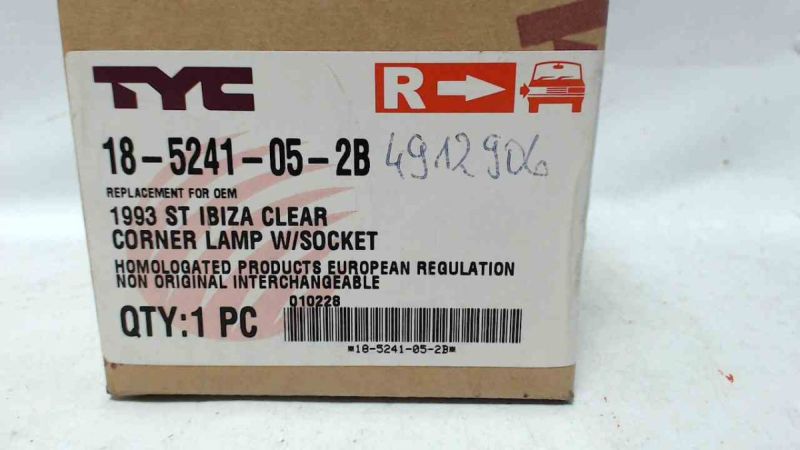 TYC
R
18-5241-05-2B 4912906
REPLACEMENT FOR OEM
1993 ST IBIZA CLEAR
CORNER LAMP W/SOCKET
HOMOLOGATED PRODUCTS EUROPEAN REGULATION
NON ORIGINAL INTERCHANGEABLE
010228
QTY:1 PC
*18-5241-05-2B*